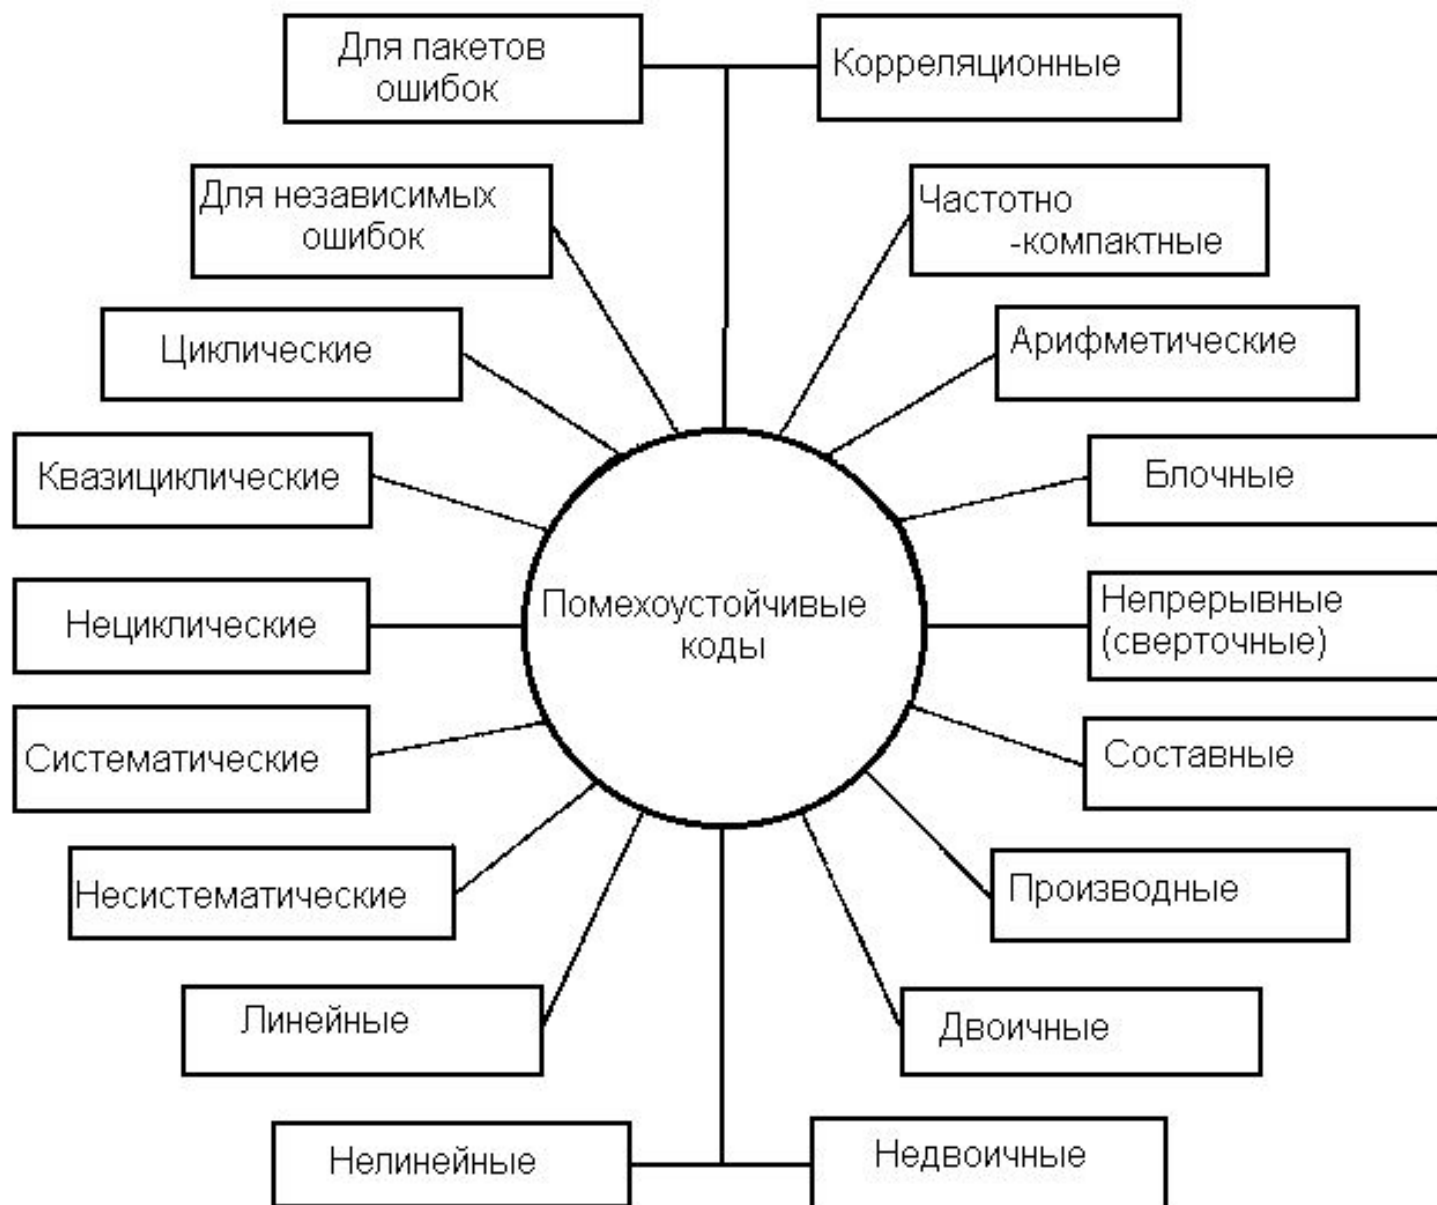 Для пакетов
ошибок
Корреляционные
Для независимых
ошибок
Частотно
-компактные
Циклические
Арифметические
Квазициклические
Блочные
Нециклические
Помехоустойчивые
коды
Непрерывные
(сверточные)
Систематические
Составные
Несистематические
Производные
Линейные
Двоичные
Нелинейные
Недвоичные